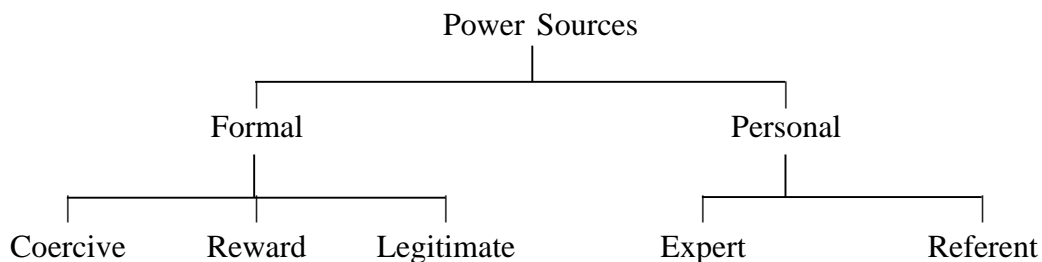 Power Sources
Formal Personal
Coercive Reward Legitimate Expert Referent